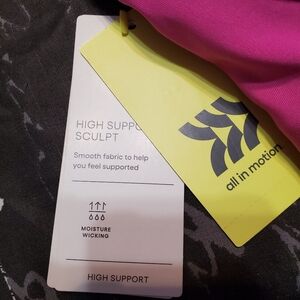 HIGH SUPPO
SCULPT
Smooth fabric to help
you feel supported
MOISTURE
WICKING
HIGH SUPPORT
all in motion